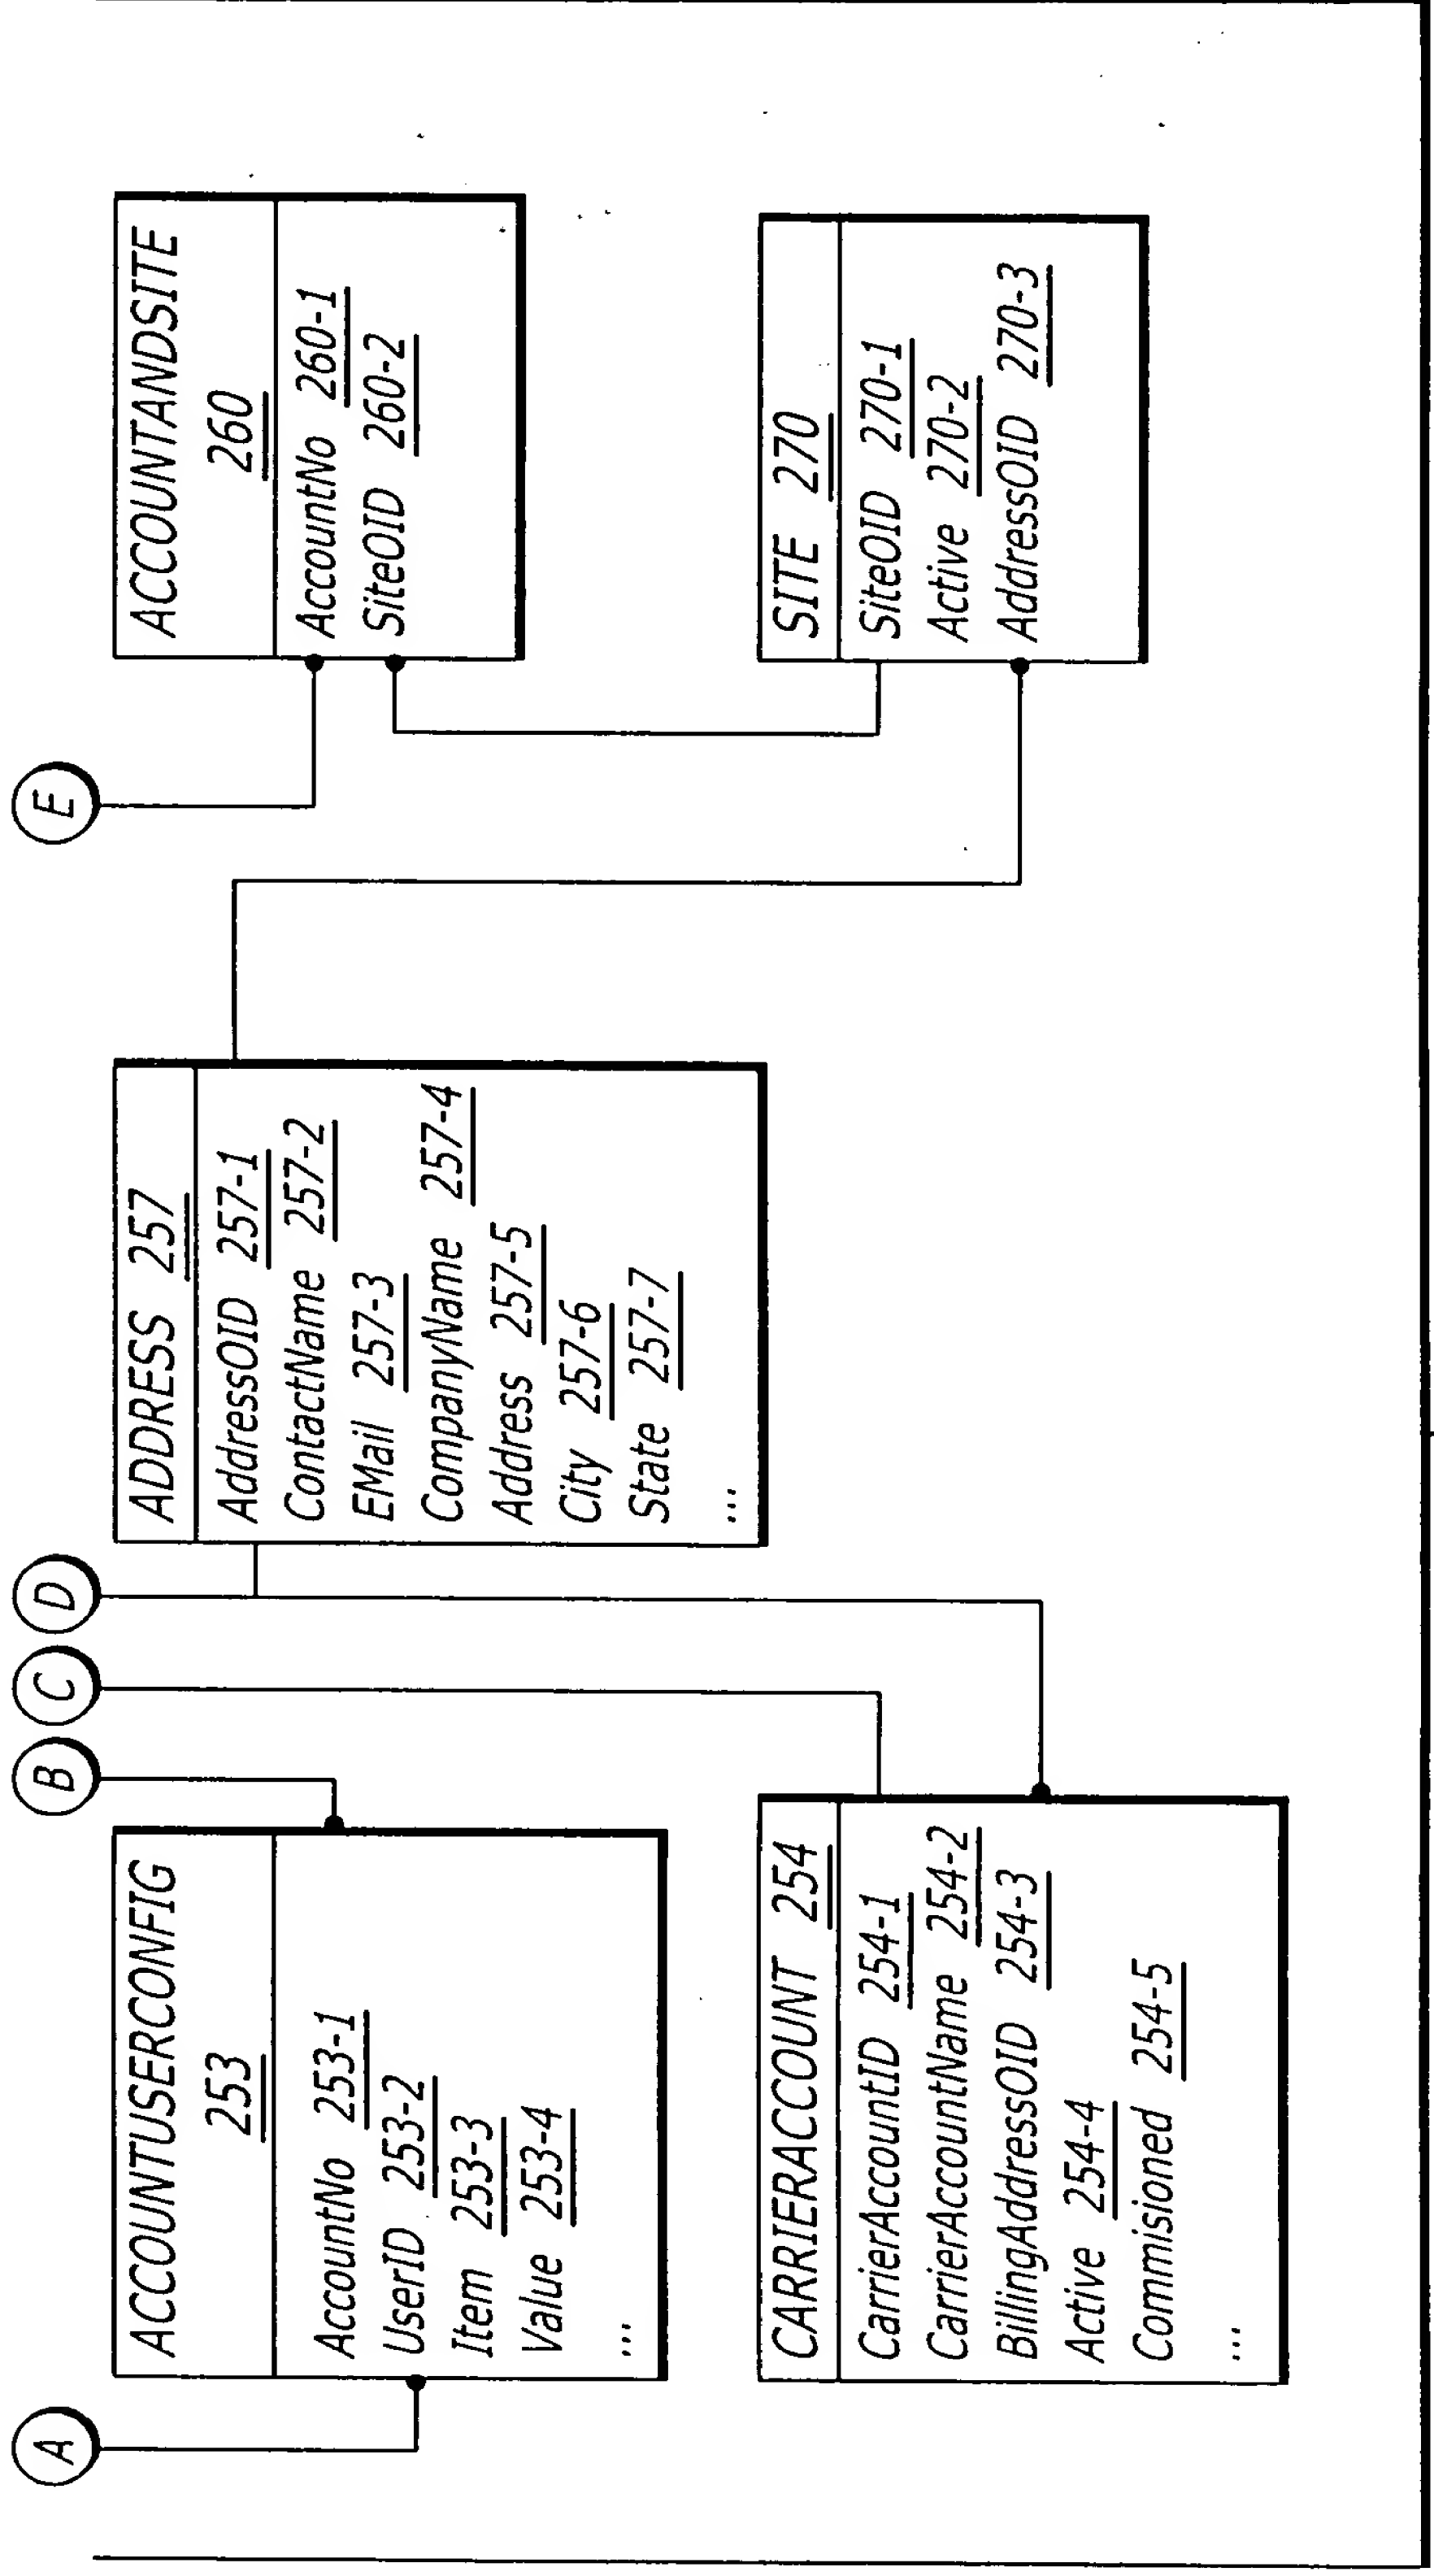 A
B
C
D
E
ACCOUNTUSERCONFIG
253
AccountNo 253-1
UserID 253-2
Item 253-3
Value 253-4
...
ADDRESS 257
AddressOID 257-1
ContactName 257-2
EMail 257-3
CompanyName 257-4
Address 257-5
City 257-6
State 257-7
...
ACCOUNTANDSITE
260
AccountNo 260-1
SiteOID 260-2
CARRIERACCOUNT 254
CarrierAccountID 254-1
CarrierAccountName 254-2
BillingAddressOID 254-3
Active 254-4
Commisioned 254-5
...
SITE 270
SiteOID 270-1
Active 270-2
AddressOID 270-3